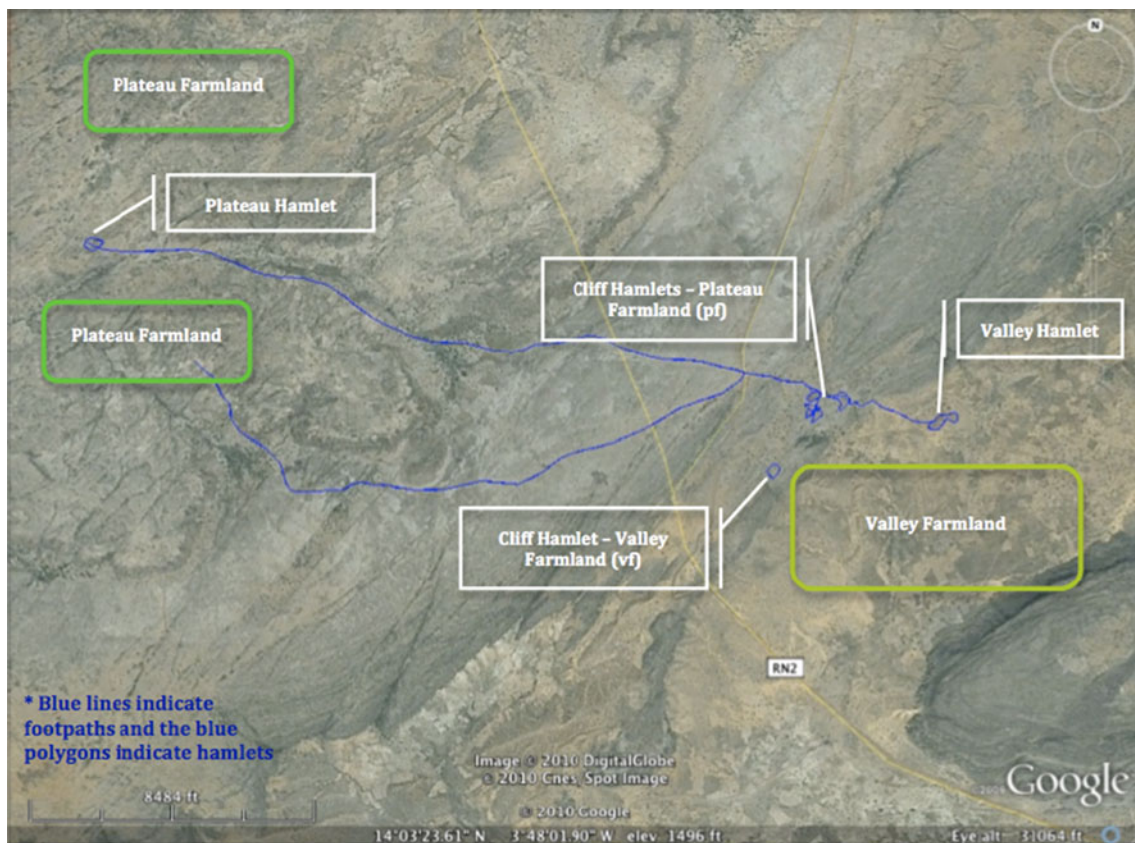 N
Plateau Farmland
Plateau Hamlet
Cliff Hamlets – Plateau
Farmland (pf)
Plateau Farmland
Valley Hamlet
Cliff Hamlet – Valley
Farmland (vf)
Valley Farmland
RN2
* Blue lines indicate
footpaths and the blue
polygons indicate hamlets
Image © 2010 DigitalGlobe
© 2010 Cnes, Spot Image
© 2010 Google
Google
8484 ft
14°03'23.61" N 3°48'01.90" W elev. 1496 ft
Eye alt 31064 ft